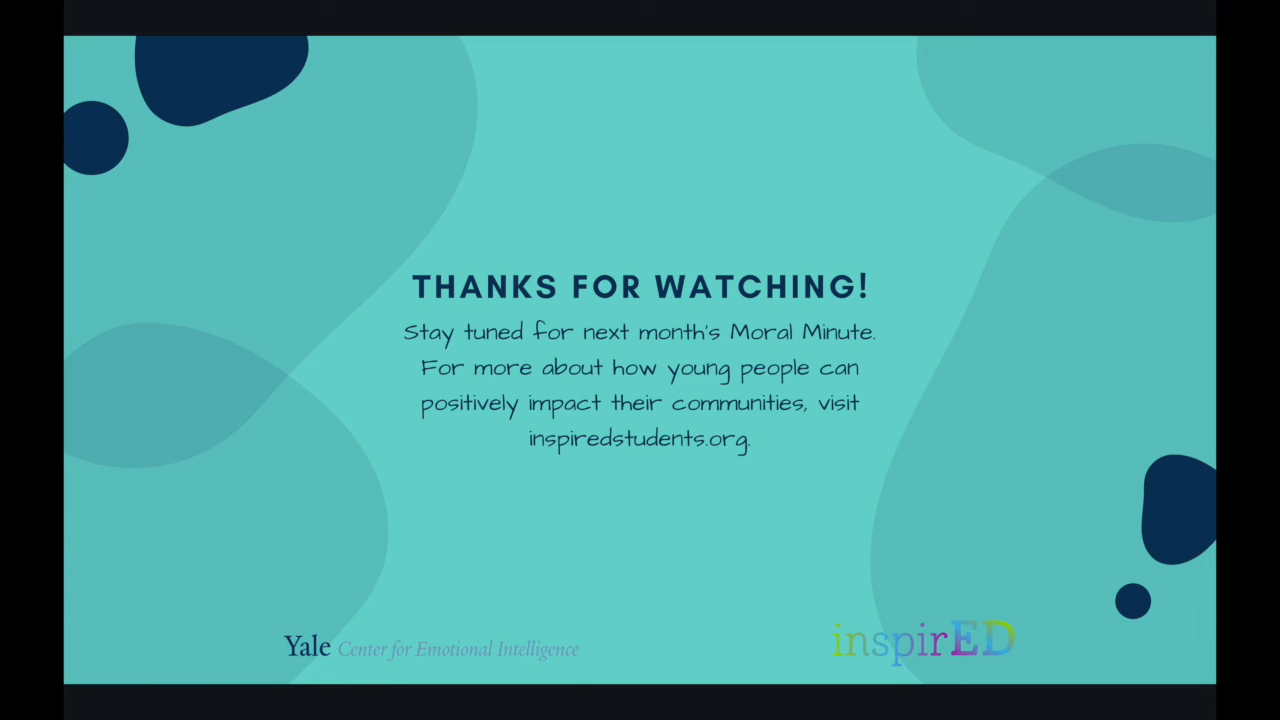 THANKS FOR WATCHING!
Stay tuned for next month's Moral Minute.
For more about how young people can
positively impact their communities, visit
inspiredstudents.org.
Yale Center for Emotional Intelligence
inspirED